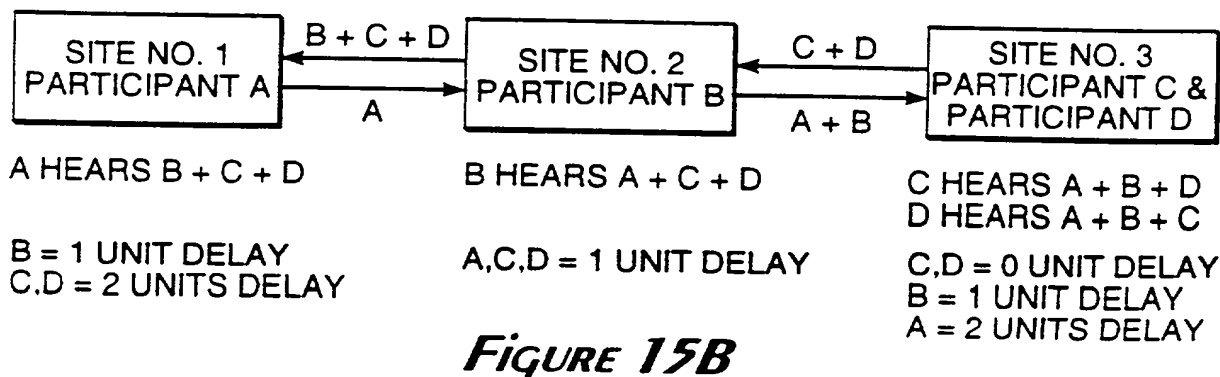 SITE NO. 1
PARTICIPANT A
B + C + D
A
SITE NO. 2
PARTICIPANT B
C + D
A + B
SITE NO. 3
PARTICIPANT C &
PARTICIPANT D
A HEARS B + C + D
B = 1 UNIT DELAY
C,D = 2 UNITS DELAY
B HEARS A + C + D
A,C,D = 1 UNIT DELAY
C HEARS A + B + D
D HEARS A + B + C
C,D = 0 UNIT DELAY
B = 1 UNIT DELAY
A = 2 UNITS DELAY
FIGURE 15B